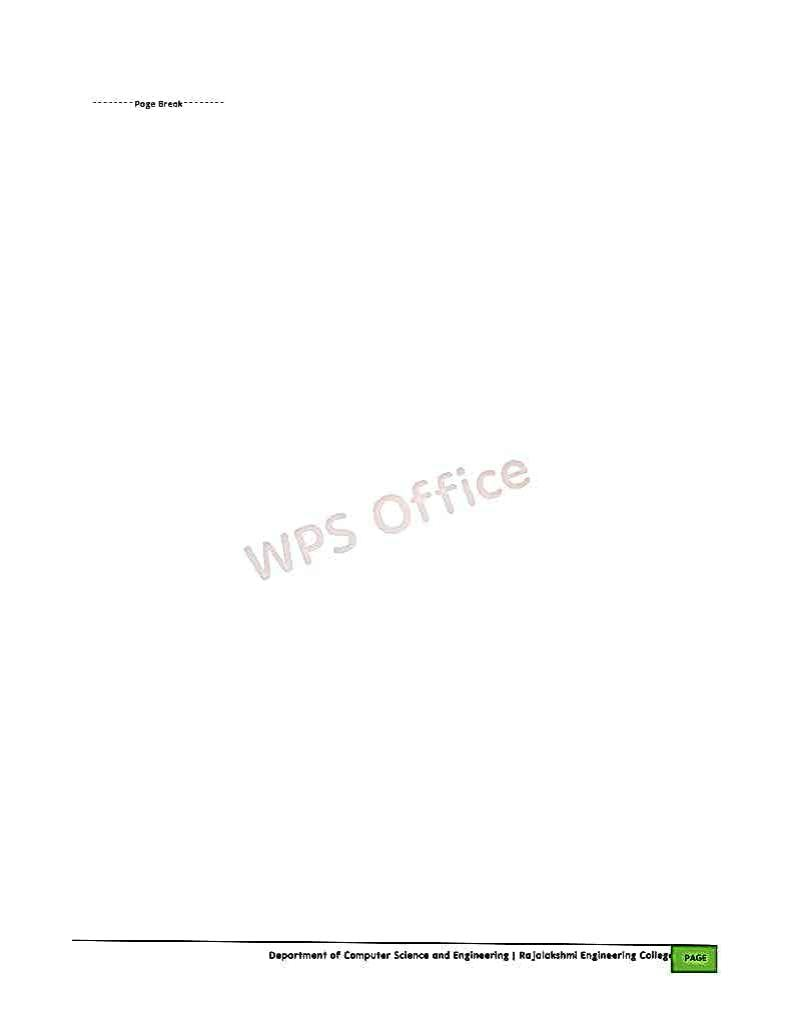 --------Page Break--------
WPS Office
Department of Computer Science and Engineering | Rajalakshmi Engineering College
PAGE